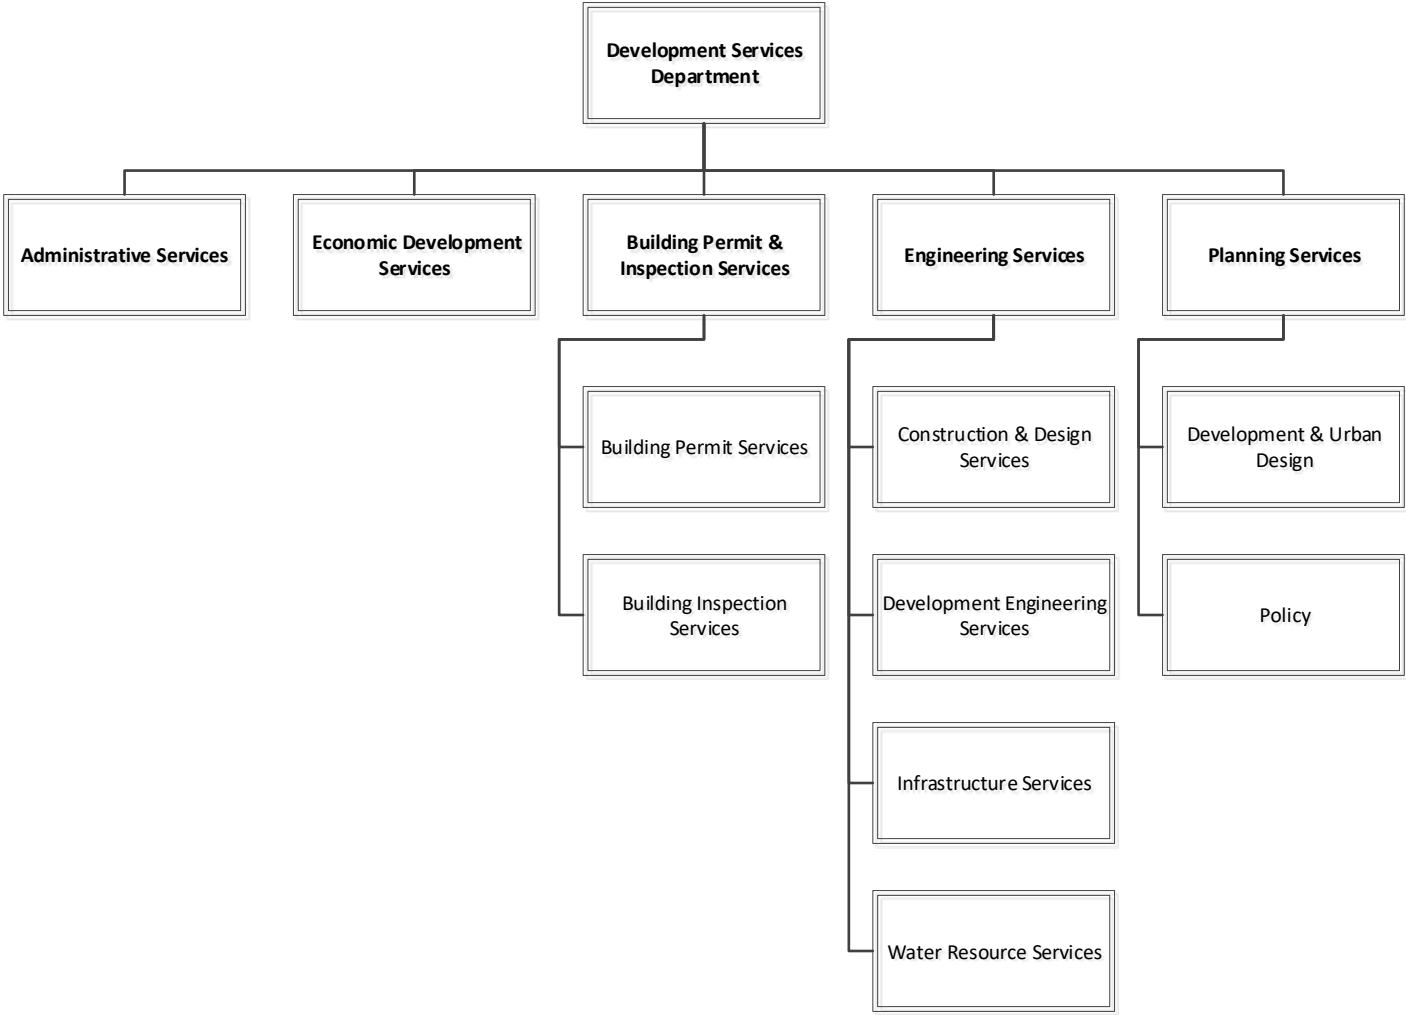 Development Services
Department
Administrative Services
Economic Development
Services
Building Permit &
Inspection Services
Engineering Services
Planning Services
Building Permit Services
Construction & Design
Services
Development & Urban
Design
Building Inspection
Services
Development Engineering
Services
Policy
Infrastructure Services
Water Resource Services